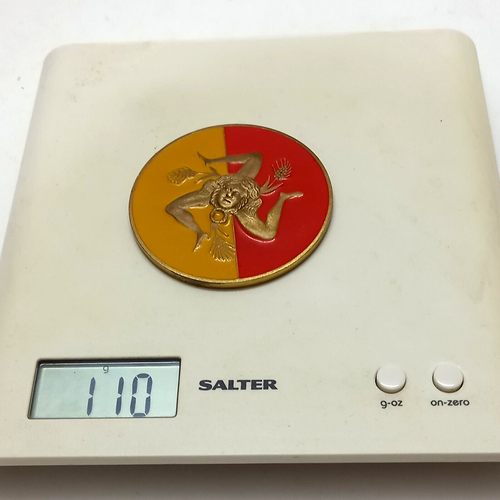 g
110
SALTER
g-oz
on-zero